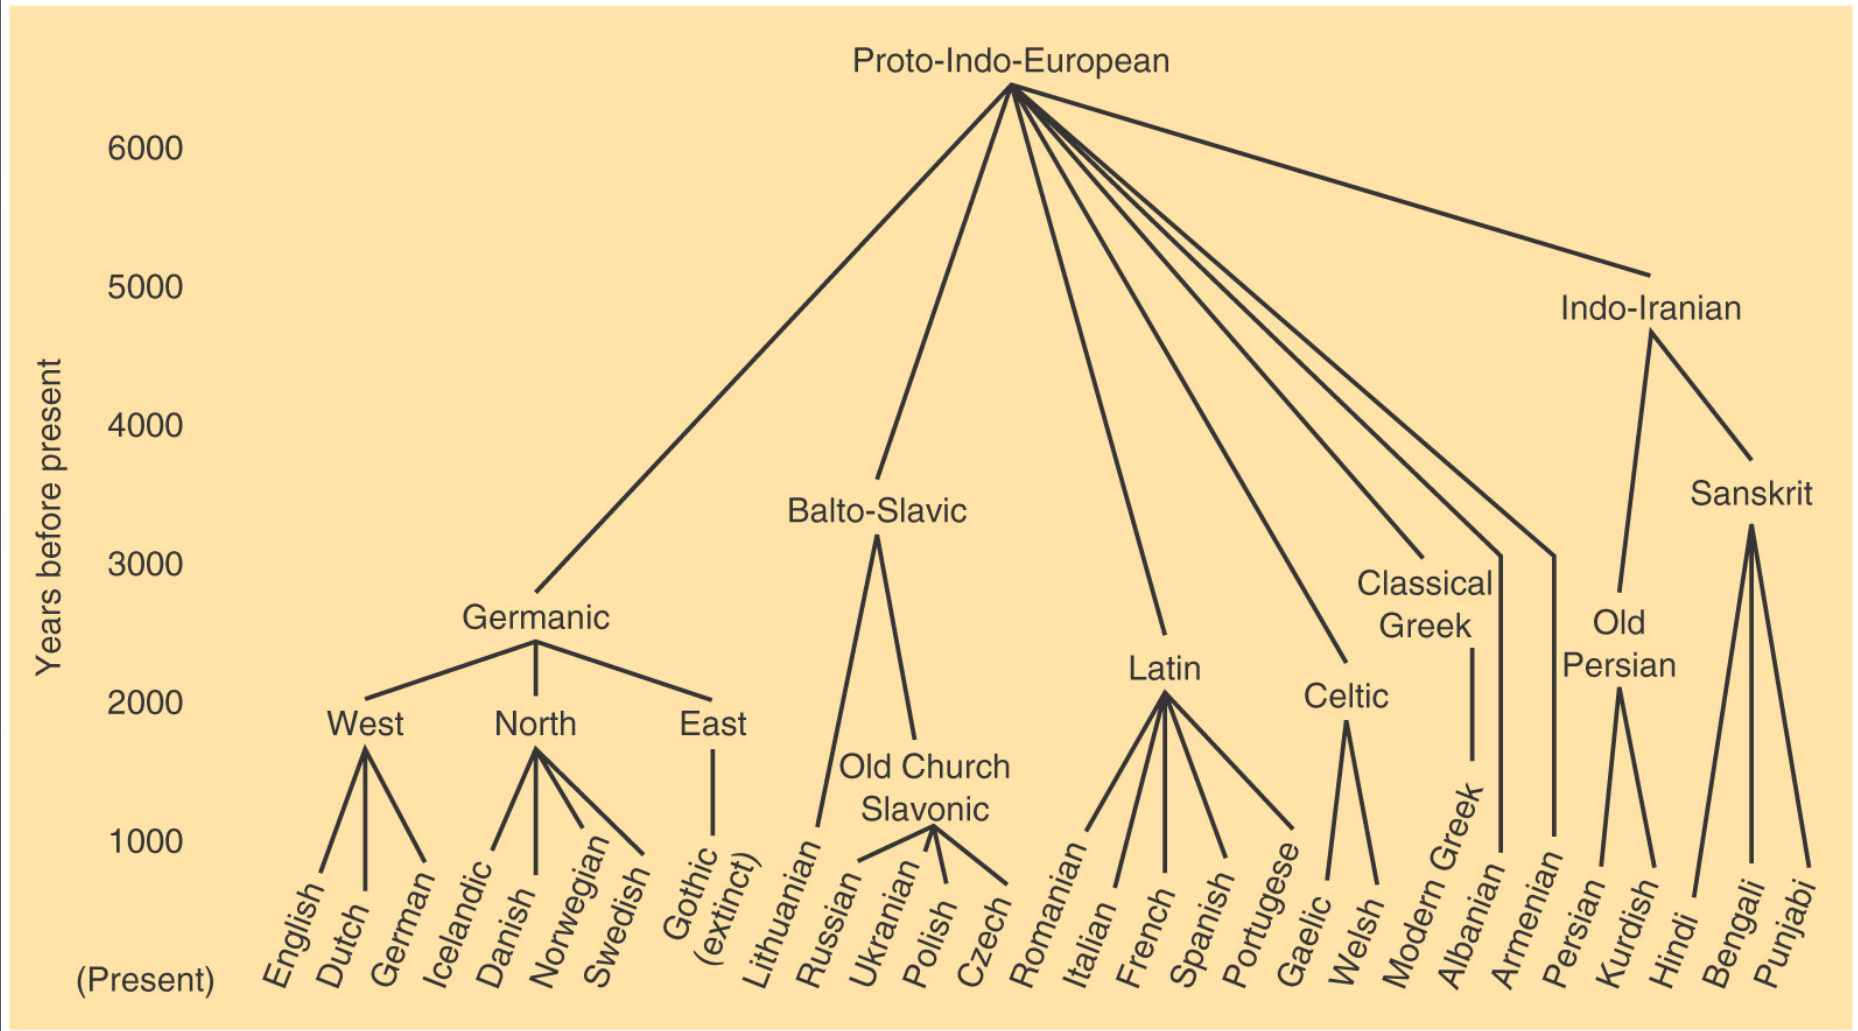 Proto-Indo-European
6000
5000
Indo-Iranian
4000
Years before present
Balto-Slavic
Sanskrit
3000
Germanic
Classical
Greek
Old
Persian
Latin
Celtic
2000
West
North
East
Old Church
Slavonic
1000
(Present)
English
Dutch
German
Icelandic
Danish
Norwegian
Swedish
Gothic
(extinct)
Lithuanian
Russian
Ukranian
Polish
Czech
Romanian
Italian
French
Spanish
Portugese
Gaelic
Welsh
Modern Greek
Albanian
Armenian
Persian
Kurdish
Hindi
Bengali
Punjabi